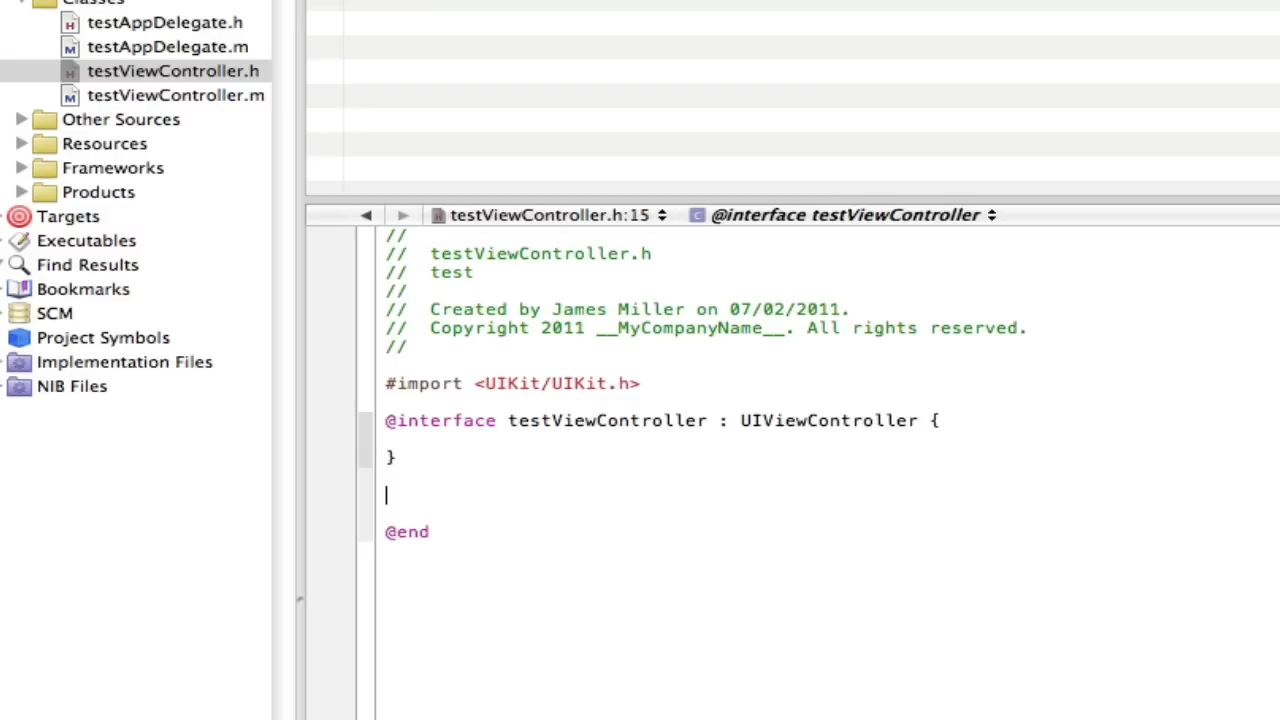 Classes
testAppDelegate.h
testAppDelegate.m
testViewController.h
testViewController.m
Other Sources
Resources
Frameworks
Products
Targets
Executables
Find Results
Bookmarks
SCM
Project Symbols
Implementation Files
NIB Files
testViewController.h:15 @interface testViewController
//
// testViewController.h
// test
//
// Created by James Miller on 07/02/2011.
// Copyright 2011 __MyCompanyName__. All rights reserved.
//
#import <UIKit/UIKit.h>
@interface testViewController : UIViewController {
}
@end